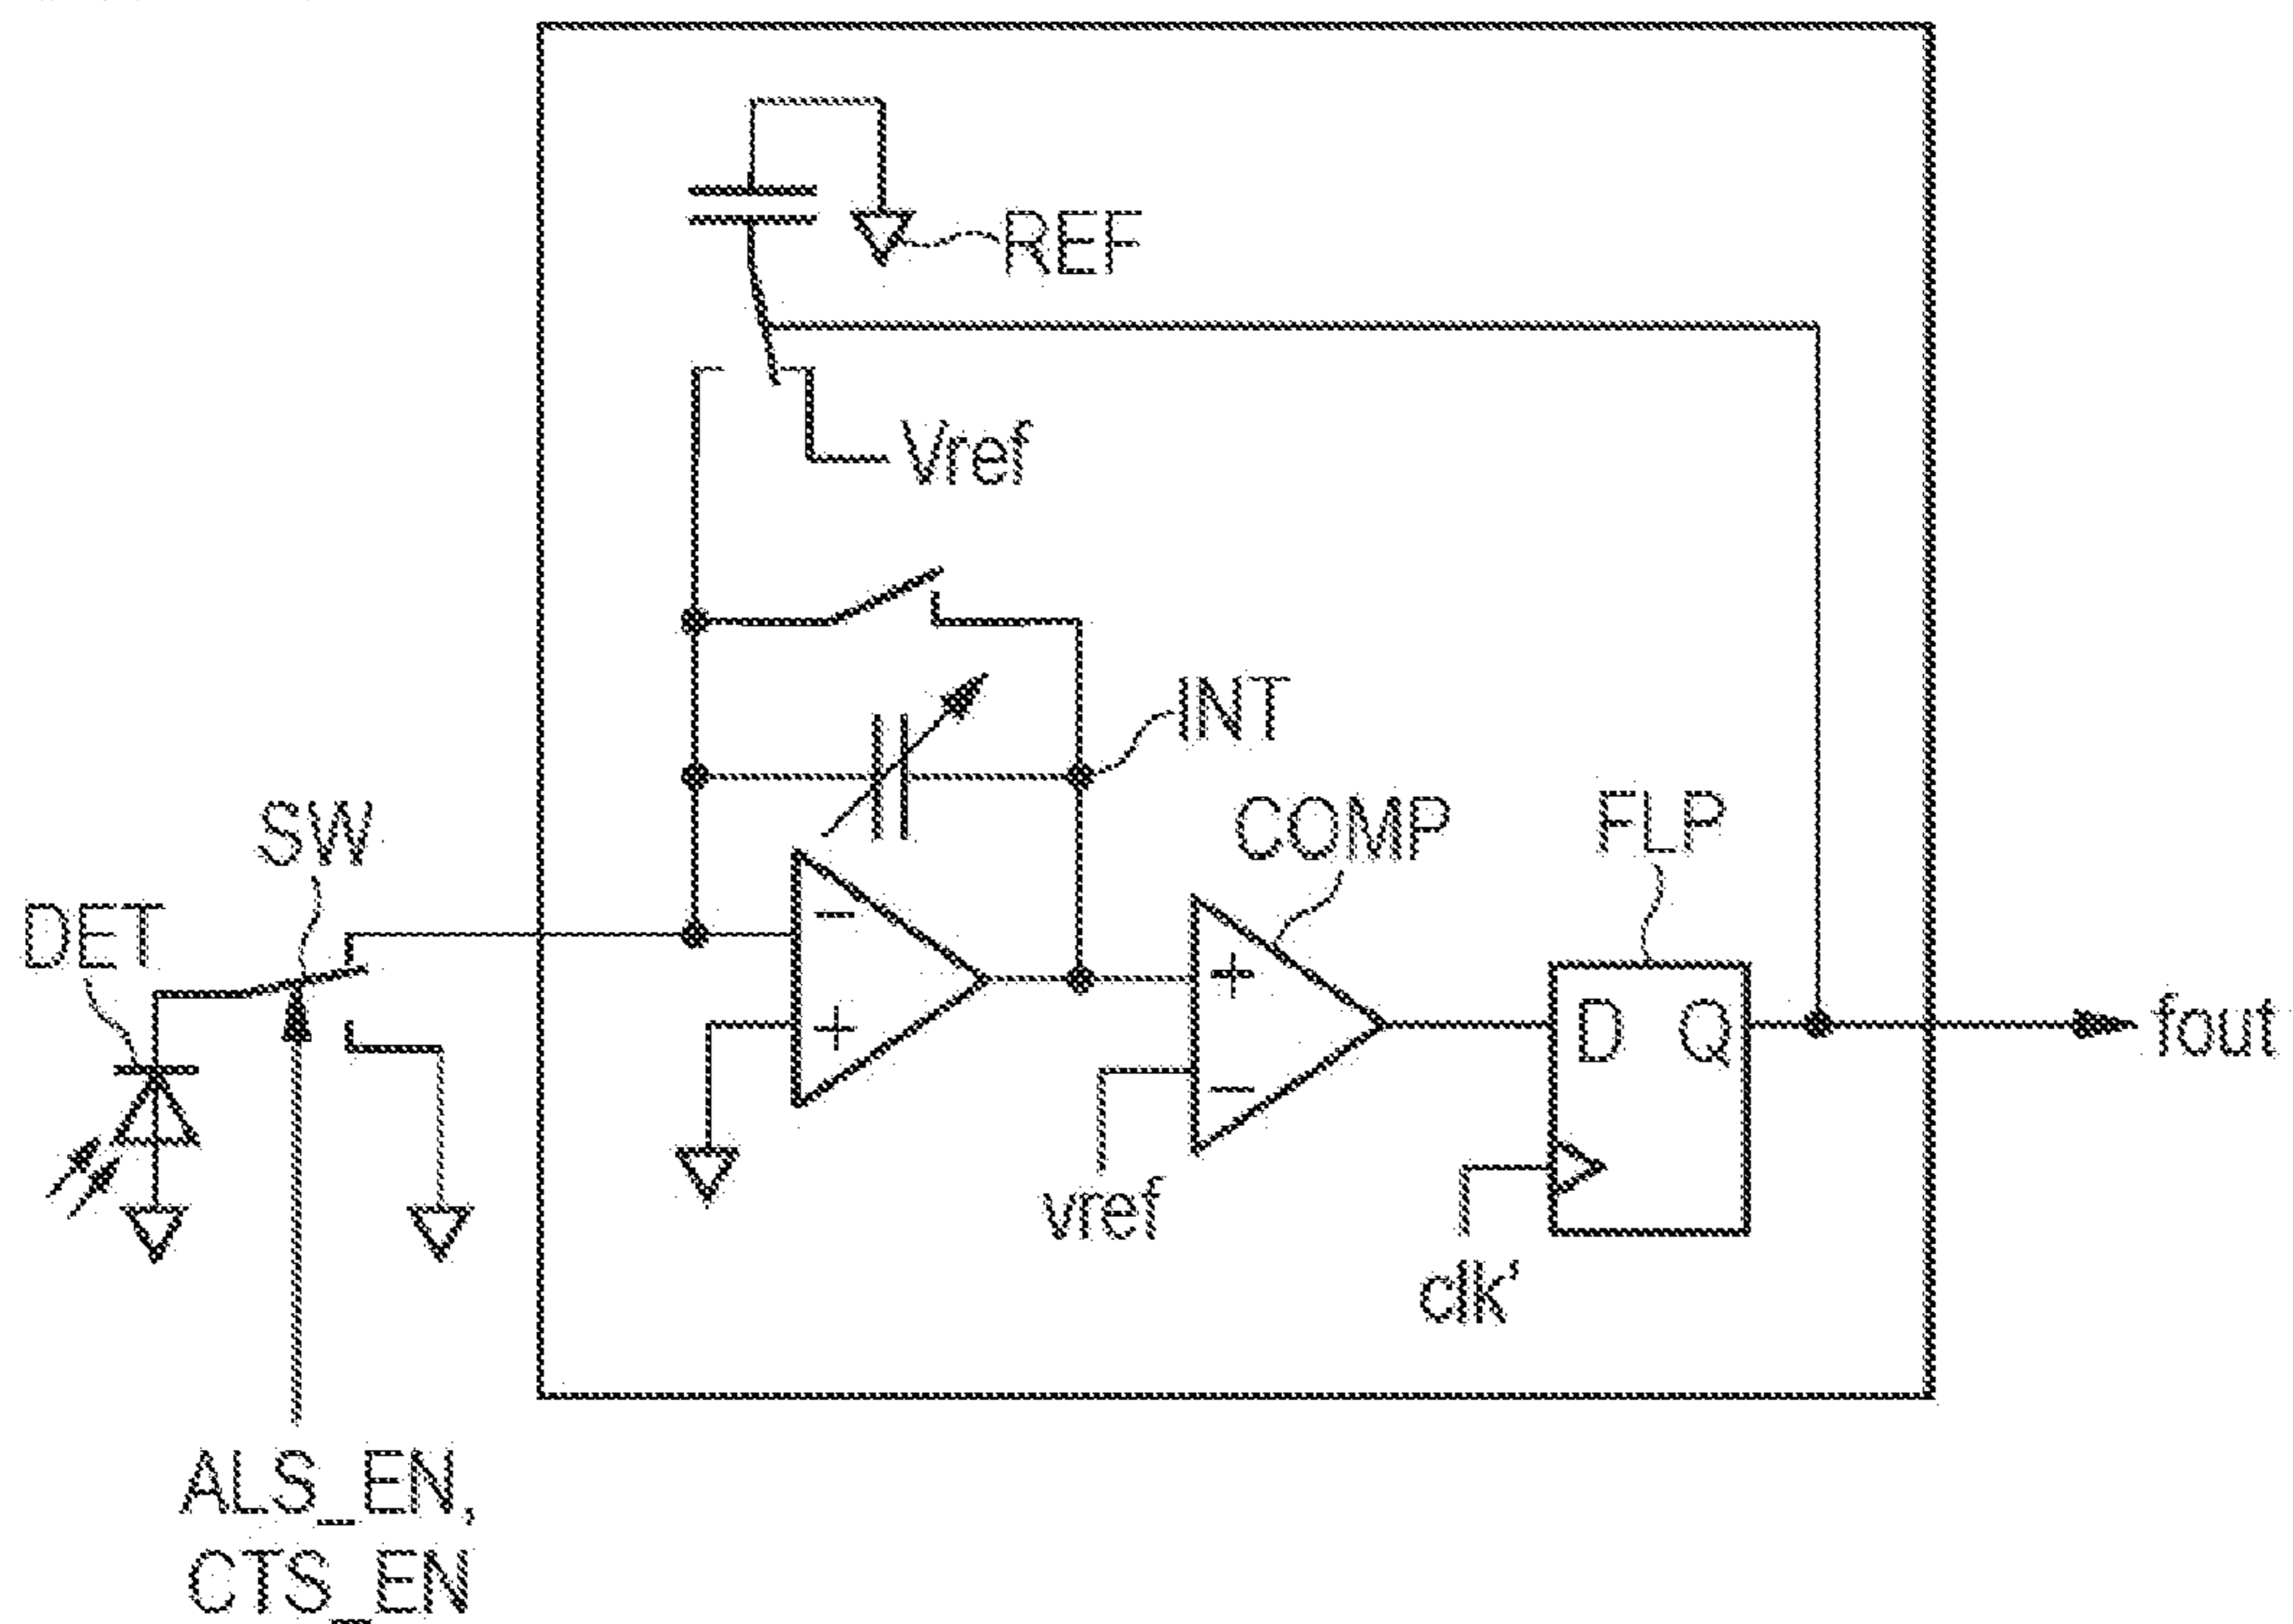 REF
Vref
INT
COMP
FLP
SW
DET
−
+
+
−
D Q
fout
vref
clk'
ALS_EN,
CTS_EN